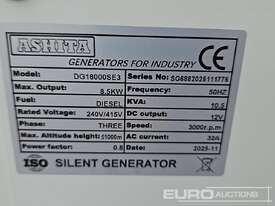 ASHITA
GENERATORS FOR INDUSTRY CE
Model: DG18000SE3 Series No: SG8882025111776
Max. Output: 8.5KW Frequency: 50HZ
Fuel: DIESEL KVA: 10.5
Rated Voltage: 240V/415V DC output: 12V
Phase: THREE Speed: 3000r.p.m
Max. Altitude height: ≤1000m AC current: 32A
Power factor: 0.8 Date: 2025-11
ISO SILENT GENERATOR
EURO AUCTIONS